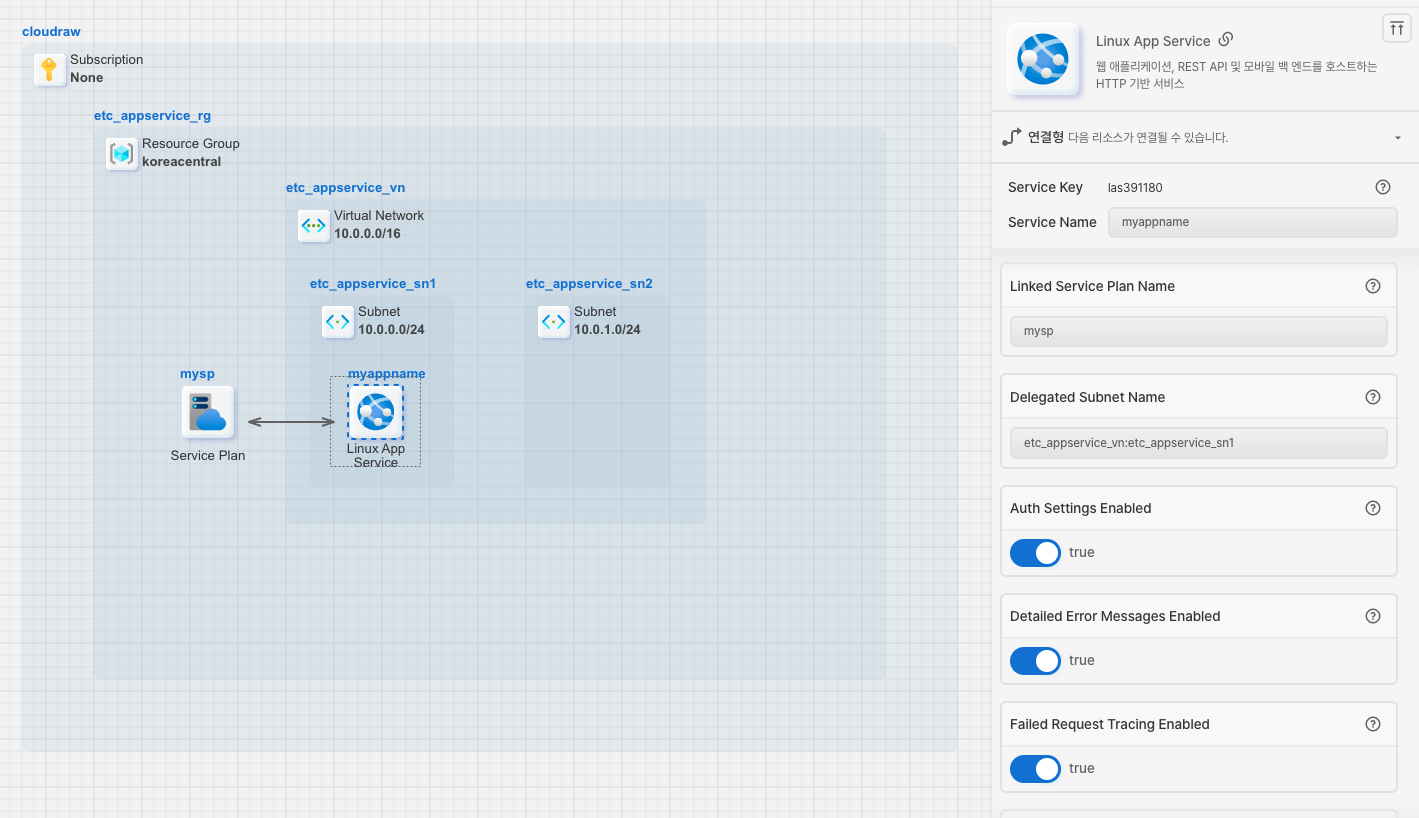 cloudraw
Subscription
None
etc_appservice_rg
Resource Group
koreacentral
etc_appservice_vn
Virtual Network
10.0.0.0/16
etc_appservice_sn1
Subnet
10.0.0.0/24
etc_appservice_sn2
Subnet
10.0.1.0/24
mysp
Service Plan
myappname
Linux App
Service
Linux App Service
웹 애플리케이션, REST API 및 모바일 백 엔드를 호스트하는
HTTP 기반 서비스
연결형 다음 리소스가 연결될 수 있습니다.
Service Key las391180
Service Name myappname
Linked Service Plan Name
mysp
Delegated Subnet Name
etc_appservice_vn:etc_appservice_sn1
Auth Settings Enabled
true
Detailed Error Messages Enabled
true
Failed Request Tracing Enabled
true